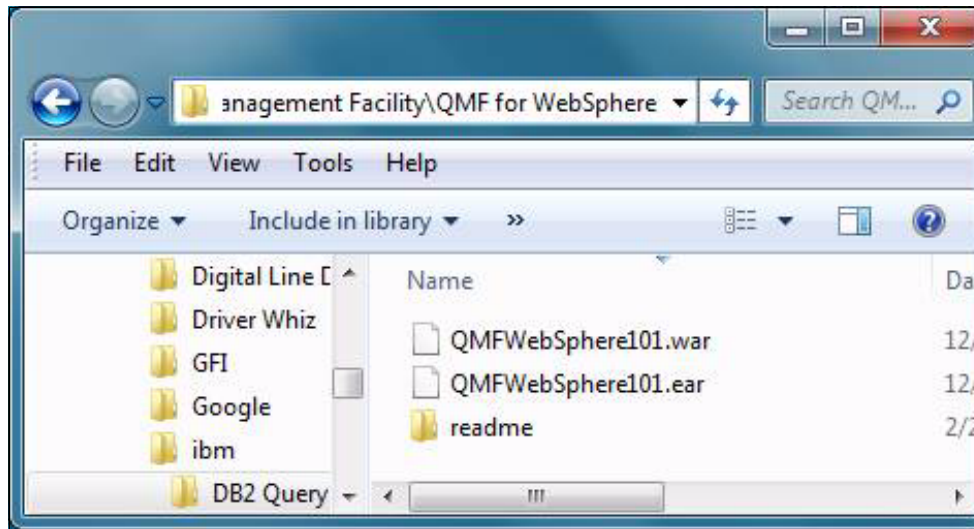 anagement Facility\QMF for WebSphere
Search QM...
File Edit View Tools Help
Organize Include in library »
Digital Line
Driver Whiz
GFI
Google
ibm
DB2 Query
Name Da
QMFWebSphere101.war 12/
QMFWebSphere101.ear 12/
readme 2/2